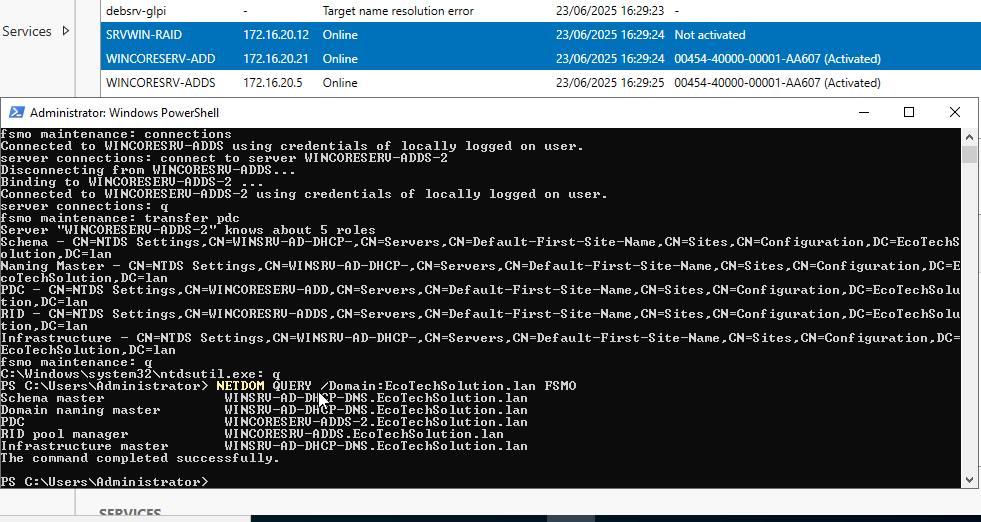 debsrv-glpi - Target name resolution error 23/06/2025 16:29:23 -
Services
SRVWIN-RAID 172.16.20.12 Online 23/06/2025 16:29:24 Not activated
WINCORESERV-ADD 172.16.20.21 Online 23/06/2025 16:29:24 00454-40000-00001-AA607 (Activated)
WINCORESRV-ADDS 172.16.20.5 Online 23/06/2025 16:29:25 00454-40000-00001-AA607 (Activated)
Administrator: Windows PowerShell
fsmo maintenance: connections
Connected to WINCORESRV-ADDS using credentials of locally logged on user.
server connections: connect to server WINCORESERV-ADDS-2
Disconnecting from WINCORESRV-ADDS...
Binding to WINCORESERV-ADDS-2 ...
Connected to WINCORESERV-ADDS-2 using credentials of locally logged on user.
server connections: q
fsmo maintenance: transfer pdc
Server "WINCORESERV-ADDS-2" knows about 5 roles
Schema - CN=NTDS Settings,CN=WINSRV-AD-DHCP-,CN=Servers,CN=Default-First-Site-Name,CN=Sites,CN=Configuration,DC=EcoTechS
olution,DC=lan
Naming Master - CN=NTDS Settings,CN=WINSRV-AD-DHCP-,CN=Servers,CN=Default-First-Site-Name,CN=Sites,CN=Configuration,DC=E
coTechSolution,DC=lan
PDC - CN=NTDS Settings,CN=WINCORESERV-ADD,CN=Servers,CN=Default-First-Site-Name,CN=Sites,CN=Configuration,DC=EcoTechSolu
tion,DC=lan
RID - CN=NTDS Settings,CN=WINCORESRV-ADDS,CN=Servers,CN=Default-First-Site-Name,CN=Sites,CN=Configuration,DC=EcoTechSolu
tion,DC=lan
Infrastructure - CN=NTDS Settings,CN=WINSRV-AD-DHCP-,CN=Servers,CN=Default-First-Site-Name,CN=Sites,CN=Configuration,DC=
EcoTechSolution,DC=lan
fsmo maintenance: q
C:\Windows\system32\ntdsutil.exe: q
PS C:\Users\Administrator> NETDOM QUERY /Domain:EcoTechSolution.lan FSMO
Schema master WINSRV-AD-DHCP-DNS.EcoTechSolution.lan
Domain naming master WINSRV-AD-DHCP-DNS.EcoTechSolution.lan
PDC WINCORESERV-ADDS-2.EcoTechSolution.lan
RID pool manager WINCORESRV-ADDS.EcoTechSolution.lan
Infrastructure master WINSRV-AD-DHCP-DNS.EcoTechSolution.lan
The command completed successfully.
PS C:\Users\Administrator>
SERVICES